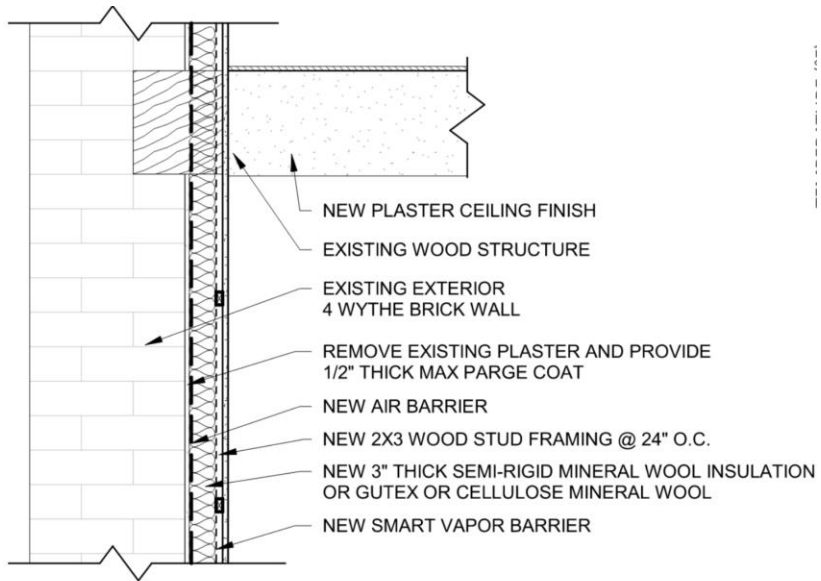 NEW PLASTER CEILING FINISH
EXISTING WOOD STRUCTURE
EXISTING EXTERIOR
4 WYTHE BRICK WALL
REMOVE EXISTING PLASTER AND PROVIDE
1/2" THICK MAX PARGE COAT
NEW AIR BARRIER
NEW 2X3 WOOD STUD FRAMING @ 24" O.C.
NEW 3" THICK SEMI-RIGID MINERAL WOOL INSULATION
OR GUTEX OR CELLULOSE MINERAL WOOL
NEW SMART VAPOR BARRIER